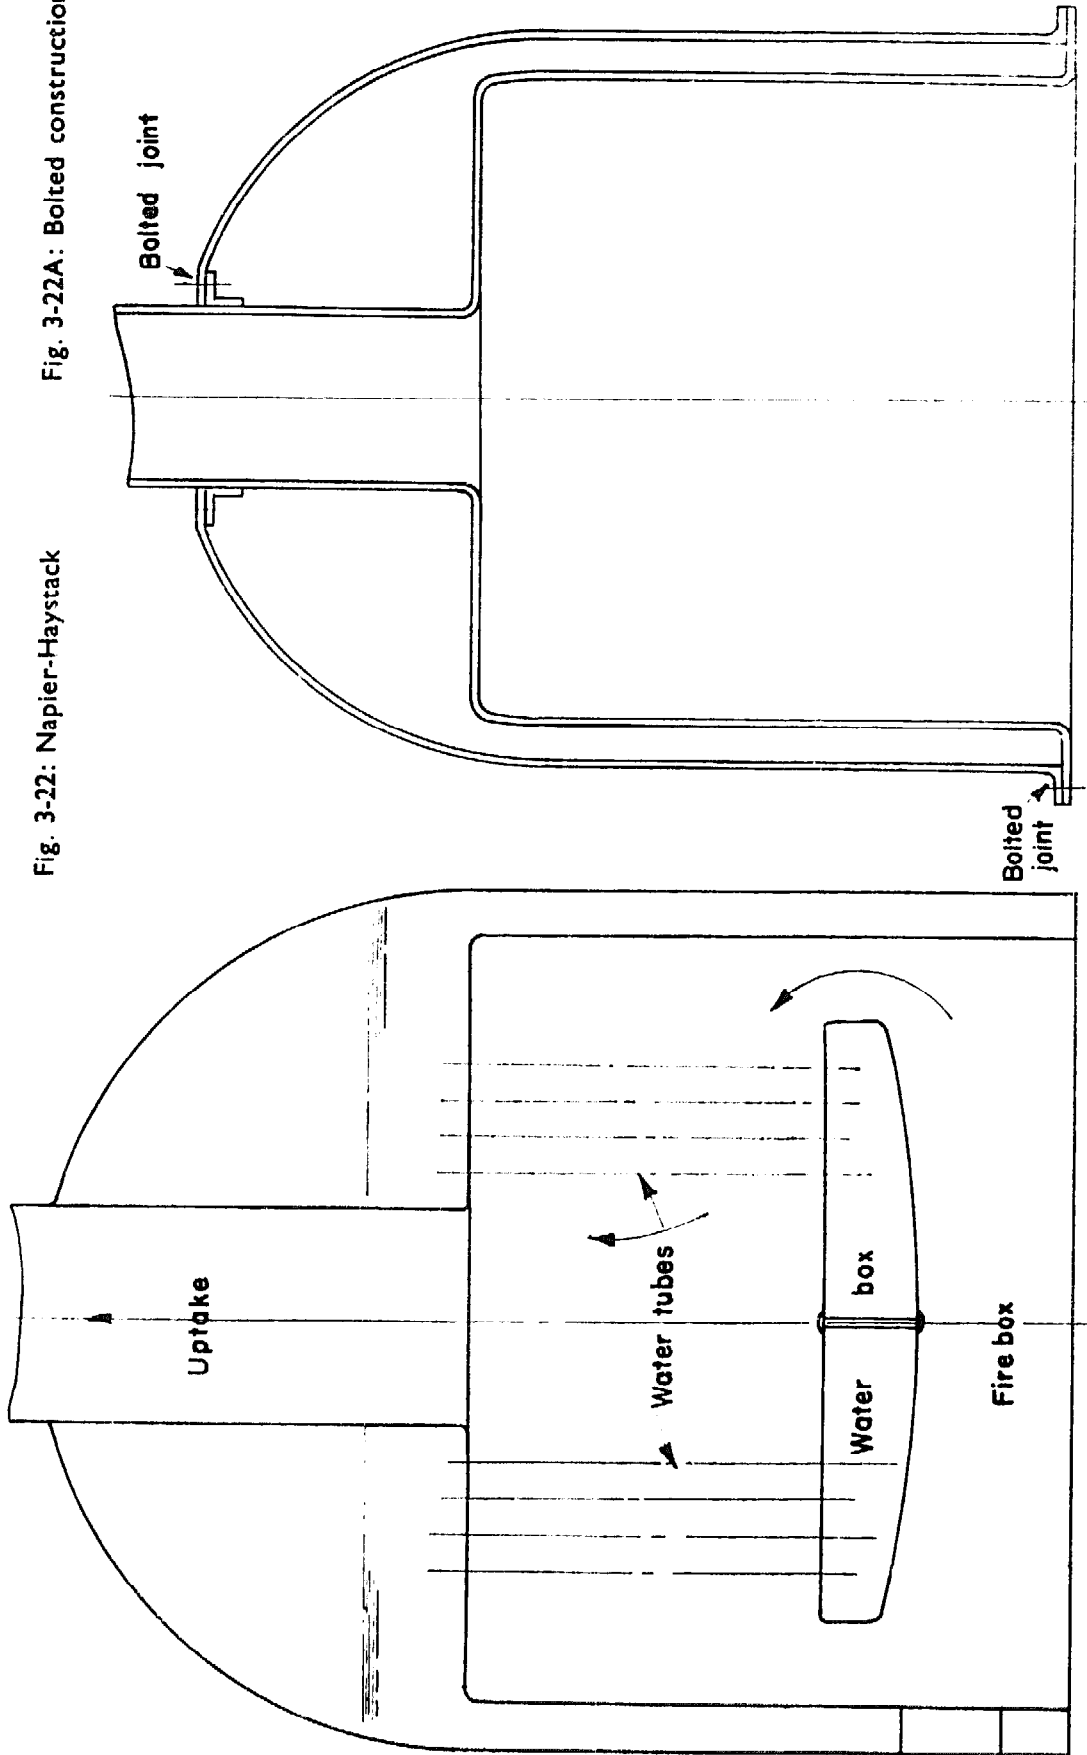 Fig. 3-22: Napier-Haystack
Fig. 3-22A: Bolted construction
Uptake
Water tubes
Water box
Fire box
Bolted joint
Bolted
joint